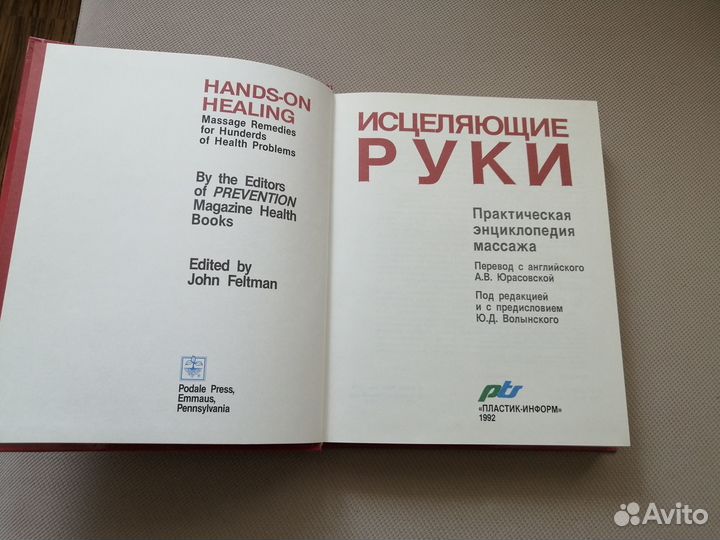 HANDS-ON
HEALING
Massage Remedies
for Hunderds
of Health Problems
By the Editors
of PREVENTION
Magazine Health
Books
Edited by
John Feltman
Podale Press,
Emmaus,
Pennsylvania
ИСЦЕЛЯЮЩИЕ
РУКИ
Практическая
энциклопедия
массажа
Перевод с английского
А.В. Юрасовской
Под редакцией
и с предисловием
Ю.Д. Волынского
pts
«ПЛАСТИК-ИНФОРМ»
1992
Avito